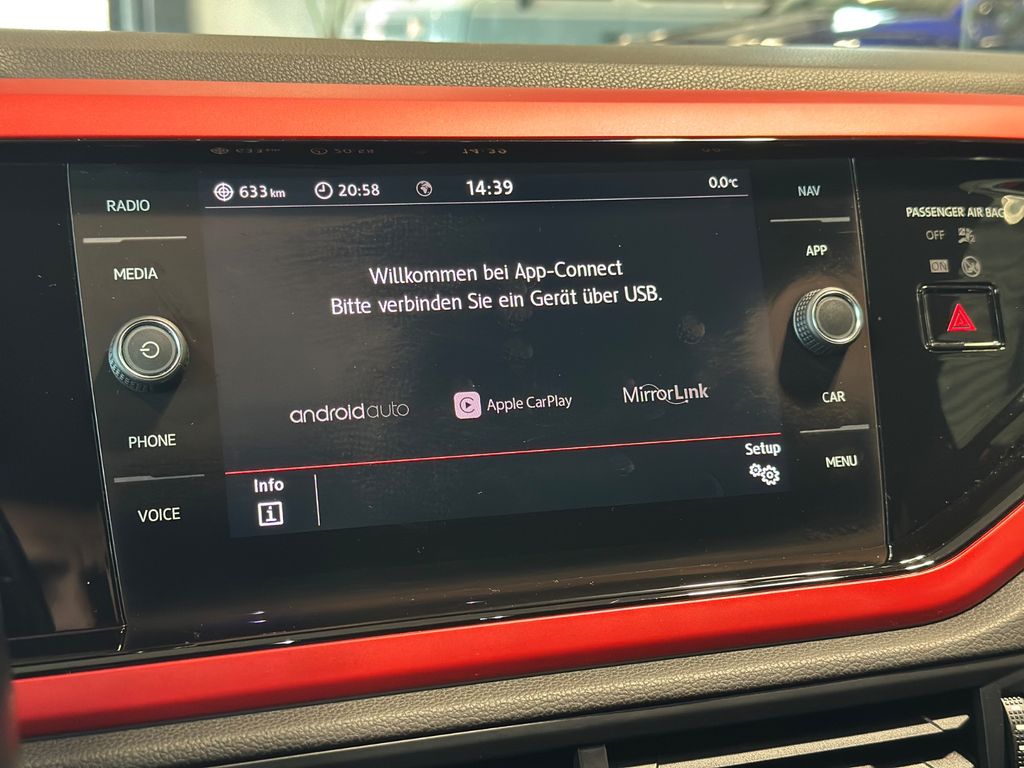 633 km 20:58 14:39 0.0°C
RADIO
MEDIA
PHONE
VOICE
Willkommen bei App-Connect
Bitte verbinden Sie ein Gerät über USB.
androidauto Apple CarPlay MirrorLink
Info
i
Setup
NAV
APP
CAR
MENU
PASSENGER AIR BAG
OFF
ON